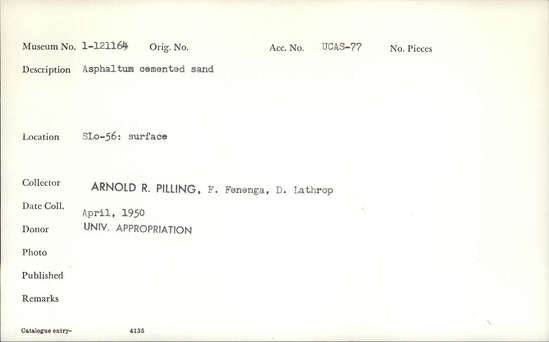 Museum No. 1-121164 Orig. No. Acc. No. UCAS-77 No. Pieces
Description Asphaltum cemented sand
Location SLo-56: surface
Collector ARNOLD R. PILLING, F. Fenenga, D. Lathrop
Date Coll. April, 1950
Donor UNIV. APPROPRIATION
Photo
Published
Remarks
Catalogue entry- 4135